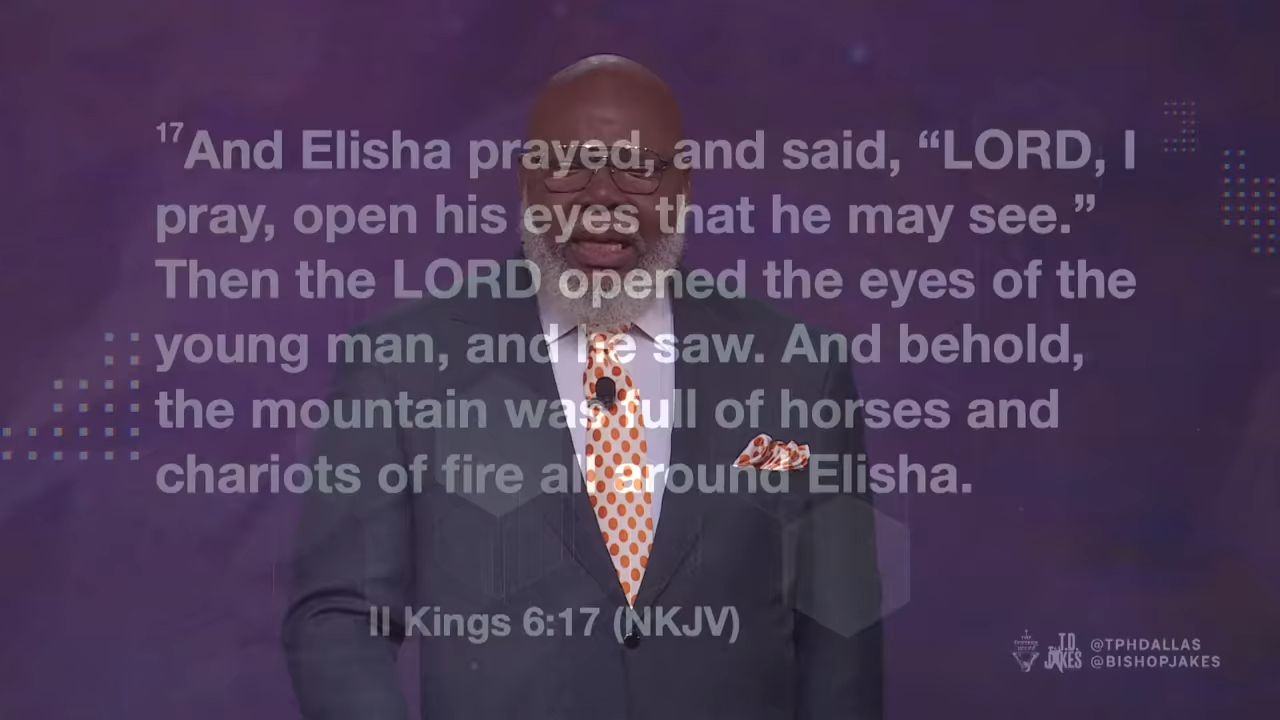 17And Elisha prayed, and said, “LORD, I
pray, open his eyes that he may see.”
Then the LORD opened the eyes of the
young man, and he saw. And behold,
the mountain was full of horses and
chariots of fire all around Elisha.
II Kings 6:17 (NKJV)
T.D.
JAKES
@TPHDALLAS
@BISHOPJAKES